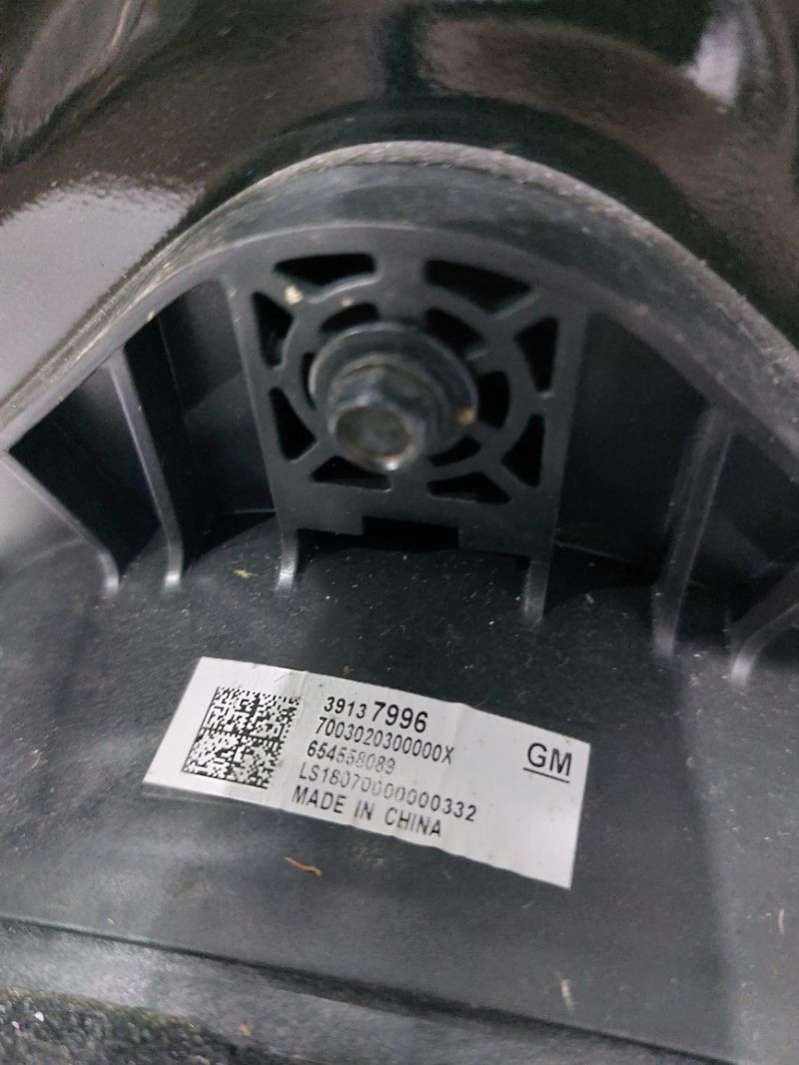 39137996
7003020300000X
654558089
LS18070000000332
MADE IN CHINA
GM